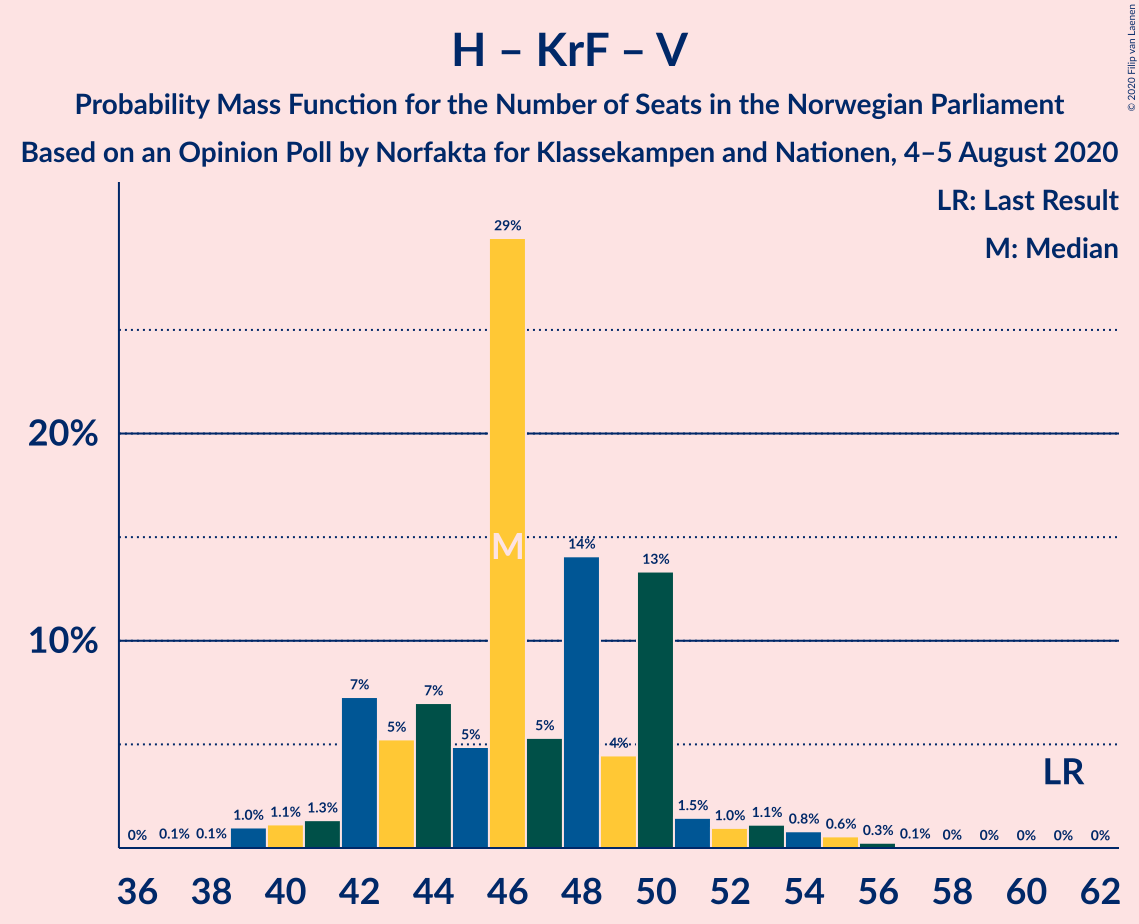 © 2020 Filip van Laenen
H – KrF – V
Probability Mass Function for the Number of Seats in the Norwegian Parliament
Based on an Opinion Poll by Norfakta for Klassekampen and Nationen, 4–5 August 2020
LR: Last Result
M: Median
20%
10%
0% 0.1% 0.1% 1.0% 1.1% 1.3% 7% 5% 7% 5% 29% 5% 14% 4% 13% 1.5% 1.0% 1.1% 0.8% 0.6% 0.3% 0.1% 0% 0% 0% 0% 0%
M
LR
36 38 40 42 44 46 48 50 52 54 56 58 60 62